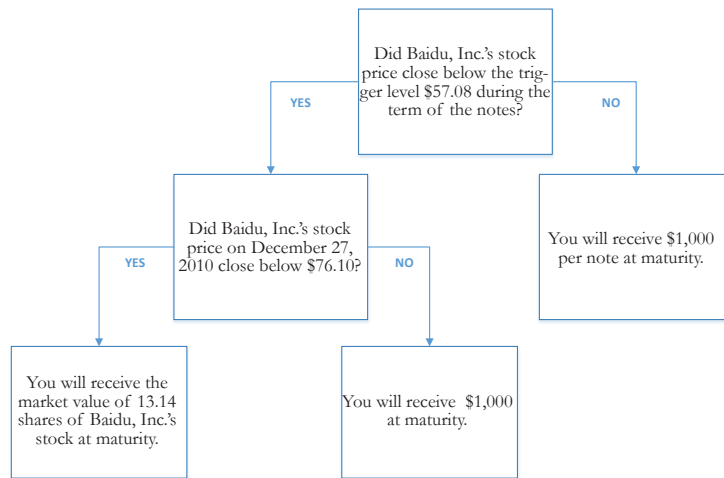 Did Baidu, Inc.'s stock
price close below the trig-
ger level $57.08 during the
term of the notes?
YES
NO
Did Baidu, Inc.'s stock
price on December 27,
2010 close below $76.10?
You will receive $1,000
per note at maturity.
YES
NO
You will receive the
market value of 13.14
shares of Baidu, Inc.'s
stock at maturity.
You will receive $1,000
at maturity.